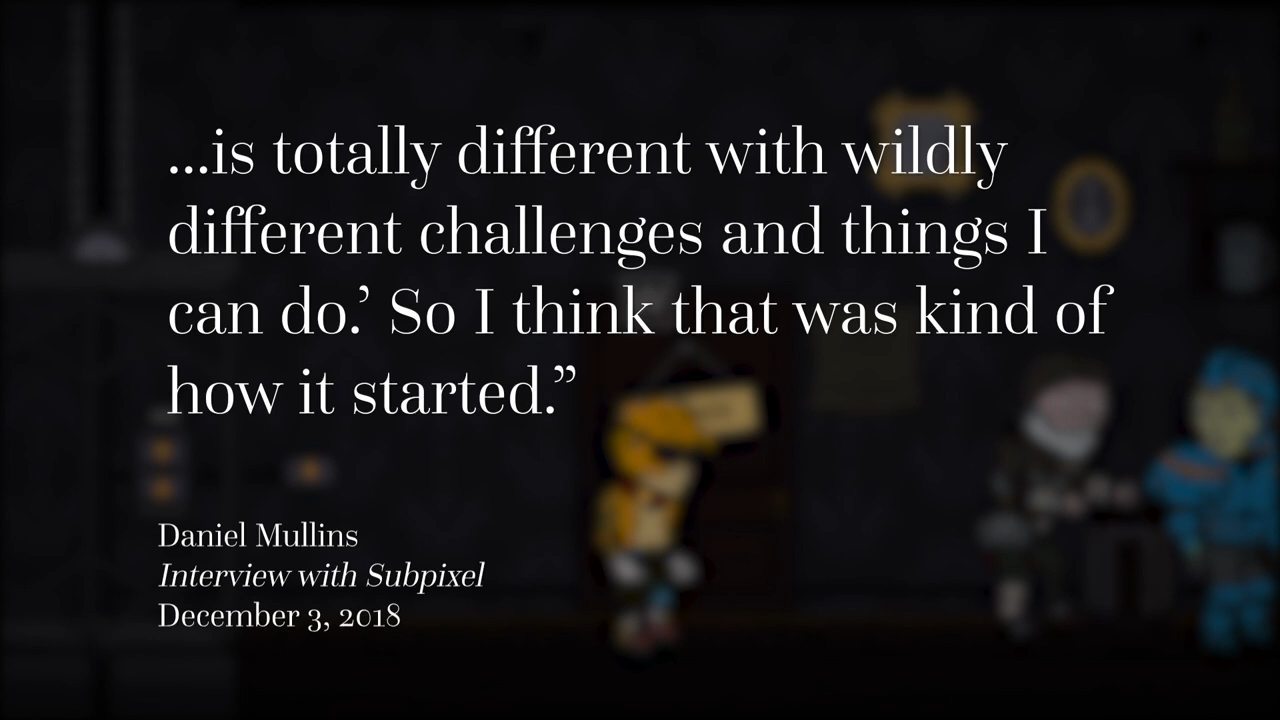 ...is totally different with wildly
different challenges and things I
can do.’ So I think that was kind of
how it started.”
Daniel Mullins
Interview with Subpixel
December 3, 2018